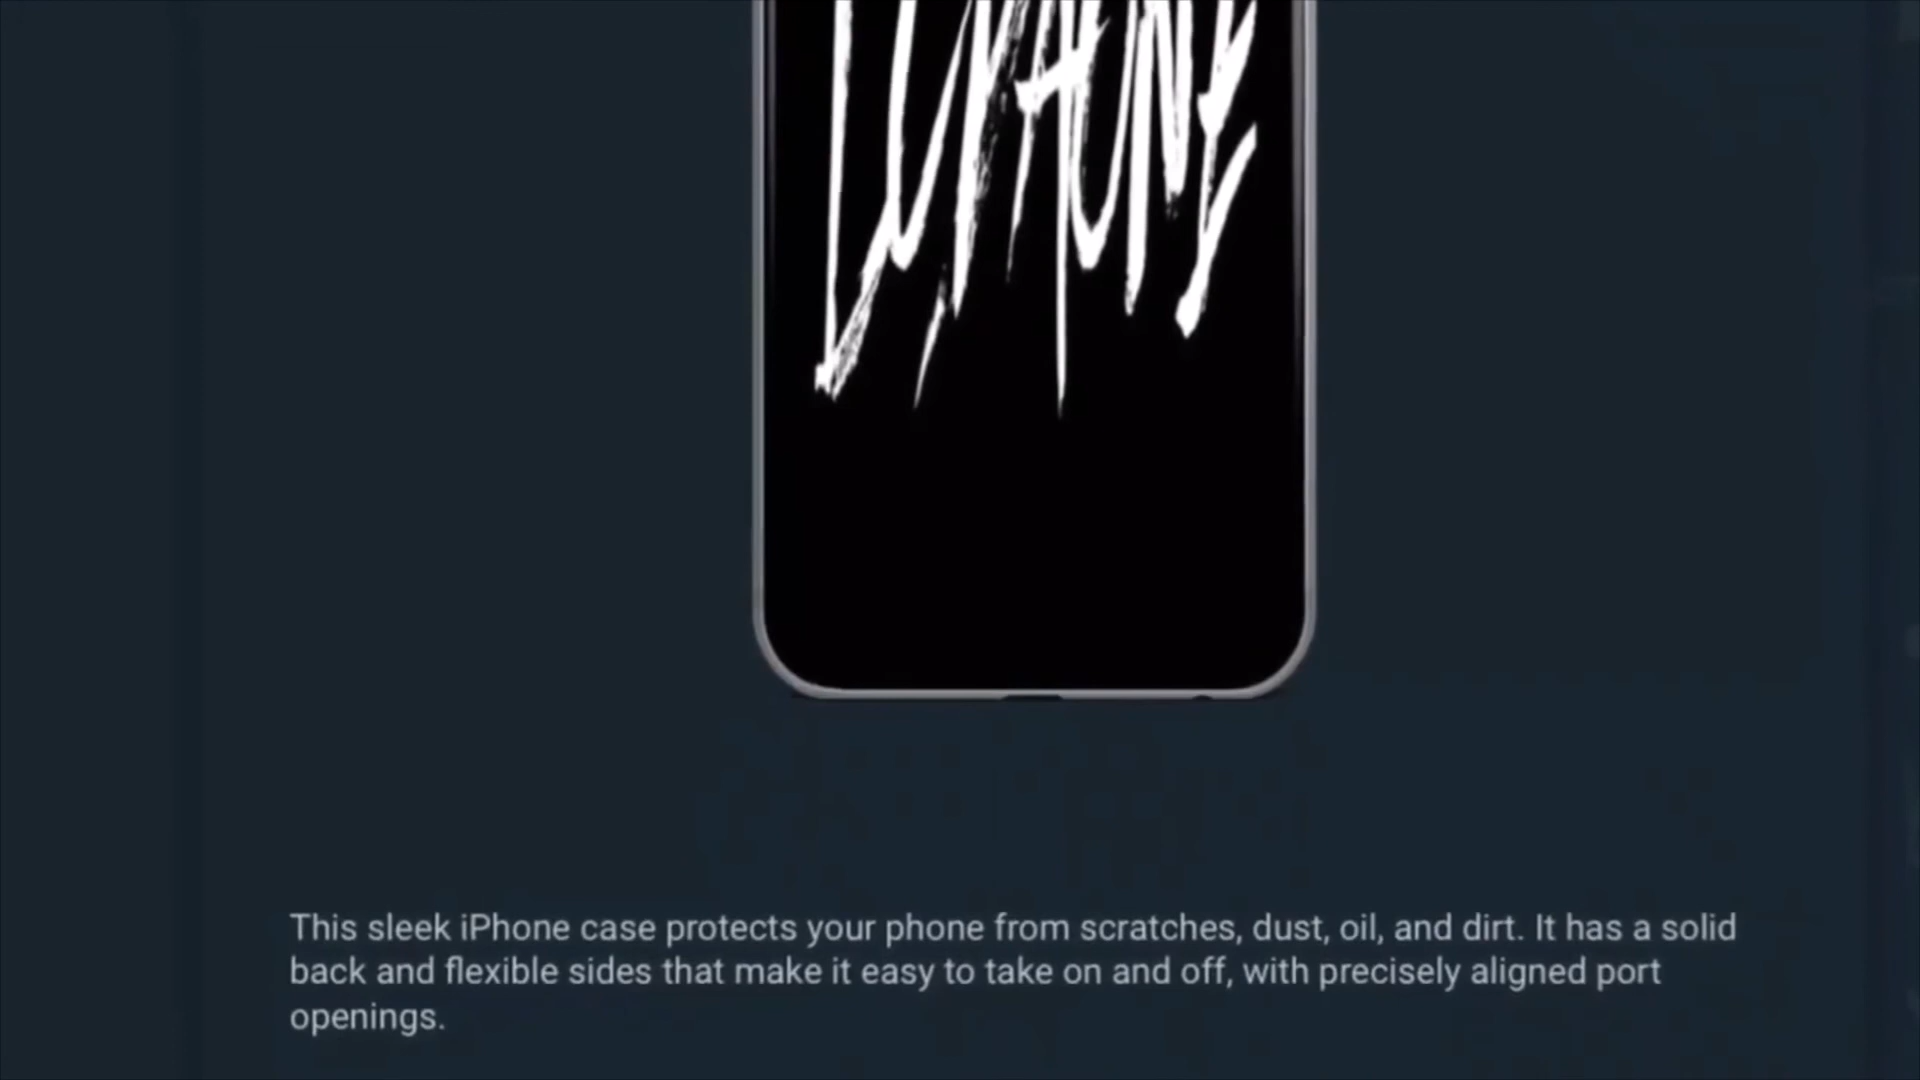 This sleek iPhone case protects your phone from scratches, dust, oil, and dirt. It has a solid
back and flexible sides that make it easy to take on and off, with precisely aligned port
openings.